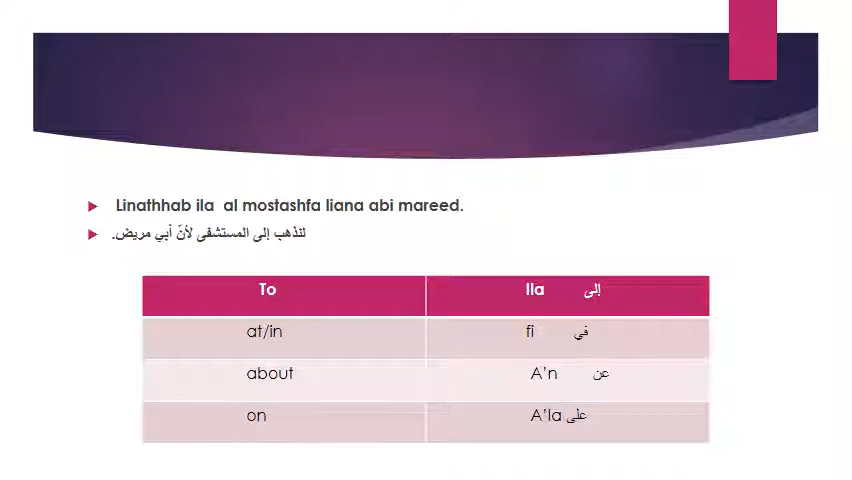 Linathhab ila al mostashfa liana abi mareed.
لنذهب إلى المستشفى لأنّ أبي مريض.
To Ila إلى
at/in fi في
about A'n عن
on A'la على